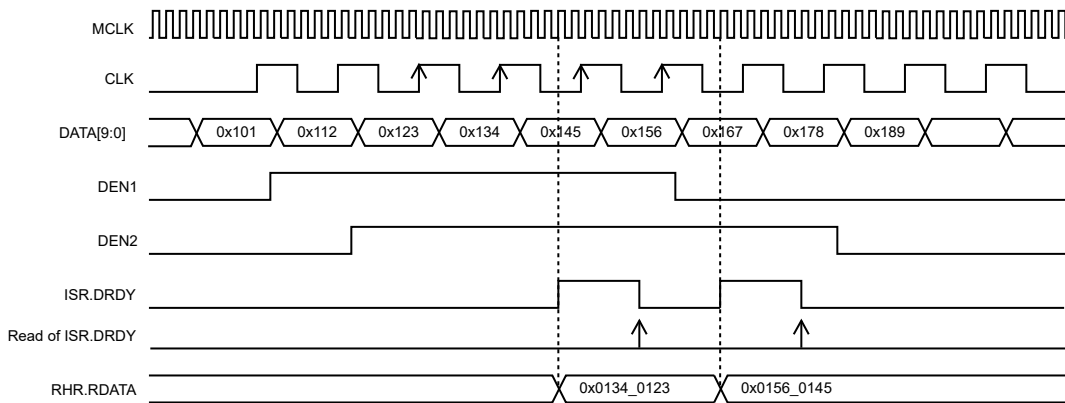 MCLK
CLK
DATA[9:0] 0x101 0x112 0x123 0x134 0x145 0x156 0x167 0x178 0x189
DEN1
DEN2
ISR.DRDY
Read of ISR.DRDY
RHR.RDATA 0x0134_0123 0x0156_0145